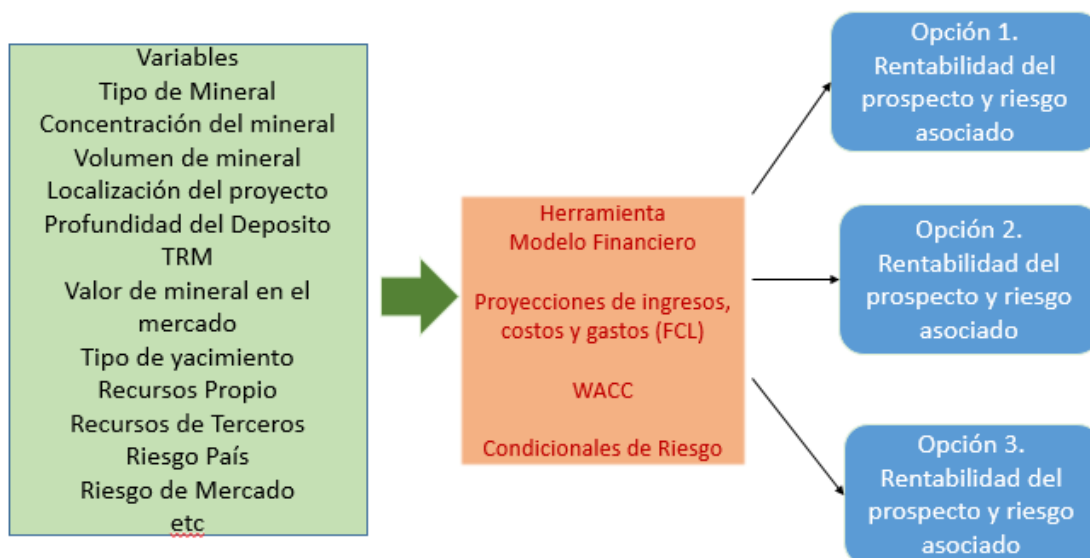 Variables
Tipo de Mineral
Concentración del mineral
Volumen de mineral
Localización del proyecto
Profundidad del Deposito
TRM
Valor de mineral en el
mercado
Tipo de yacimiento
Recursos Propio
Recursos de Terceros
Riesgo País
Riesgo de Mercado
etc
Herramienta
Modelo Financiero
Proyecciones de ingresos,
costos y gastos (FCL)
WACC
Condicionales de Riesgo
Opción 1.
Rentabilidad del
prospecto y riesgo
asociado
Opción 2.
Rentabilidad del
prospecto y riesgo
asociado
Opción 3.
Rentabilidad del
prospecto y riesgo
asociado